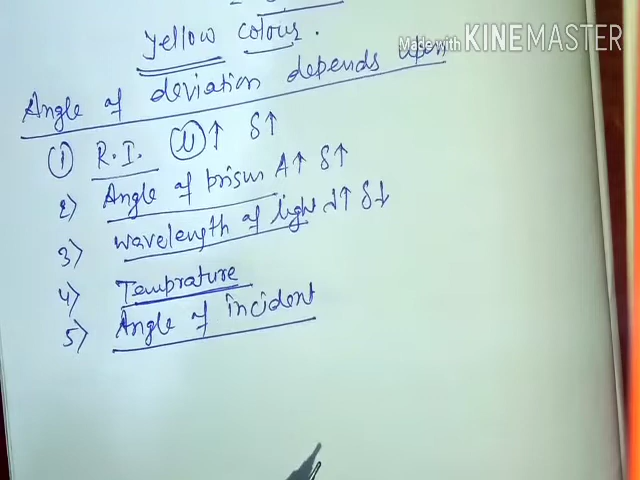 Yellow colour.
Made with KINEMASTER
Angle of deviation depends upon
① R.I. (μ)↑ δ↑
2) Angle of prism A↑ δ↑
3) wavelength of light λ↑ δ↓
4) Temprature
5) Angle of incident